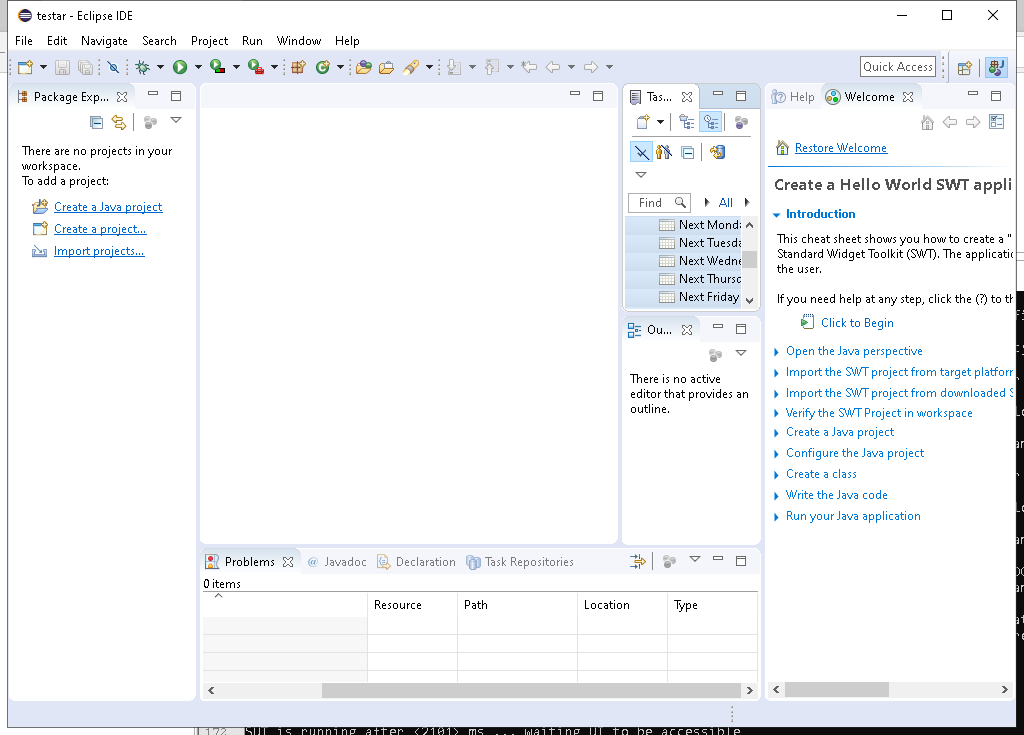 testar - Eclipse IDE
File Edit Navigate Search Project Run Window Help
Quick Access
Package Exp...
There are no projects in your
workspace.
To add a project:
Create a Java project
Create a project...
Import projects...
Tas...
Find
All
Next Monda
Next Tuesda
Next Wedne
Next Thursd
Next Friday
Ou...
There is no active
editor that provides an
outline.
Help Welcome
Restore Welcome
Create a Hello World SWT appli
Introduction
This cheat sheet shows you how to create a "
Standard Widget Toolkit (SWT). The applicatio
the user.
If you need help at any step, click the (?) to th
Click to Begin
Open the Java perspective
Import the SWT project from target platform
Import the SWT project from downloaded S
Verify the SWT Project in workspace
Create a Java project
Configure the Java project
Create a class
Write the Java code
Run your Java application
Problems @ Javadoc Declaration Task Repositories
0 items
Resource Path Location Type
172 SUT is running after <2101> ms ... waiting UI to be accessible